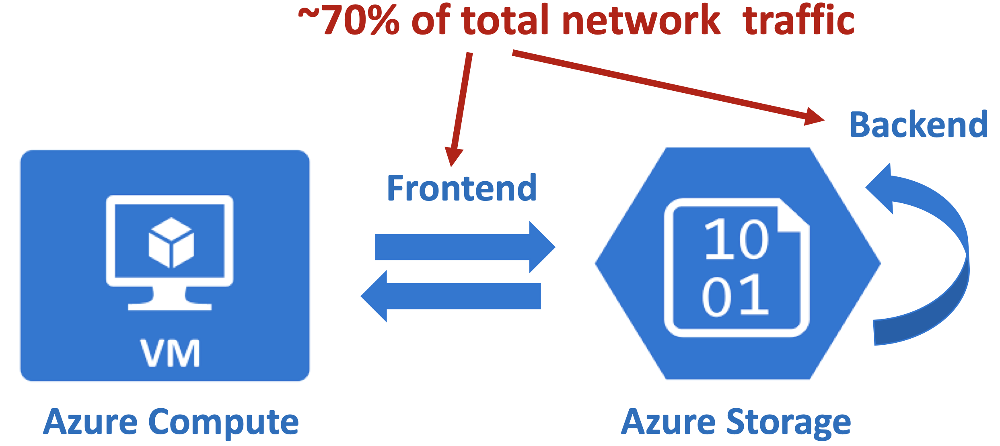 ~70% of total network traffic
Backend
Frontend
10
01
VM
Azure Compute
Azure Storage